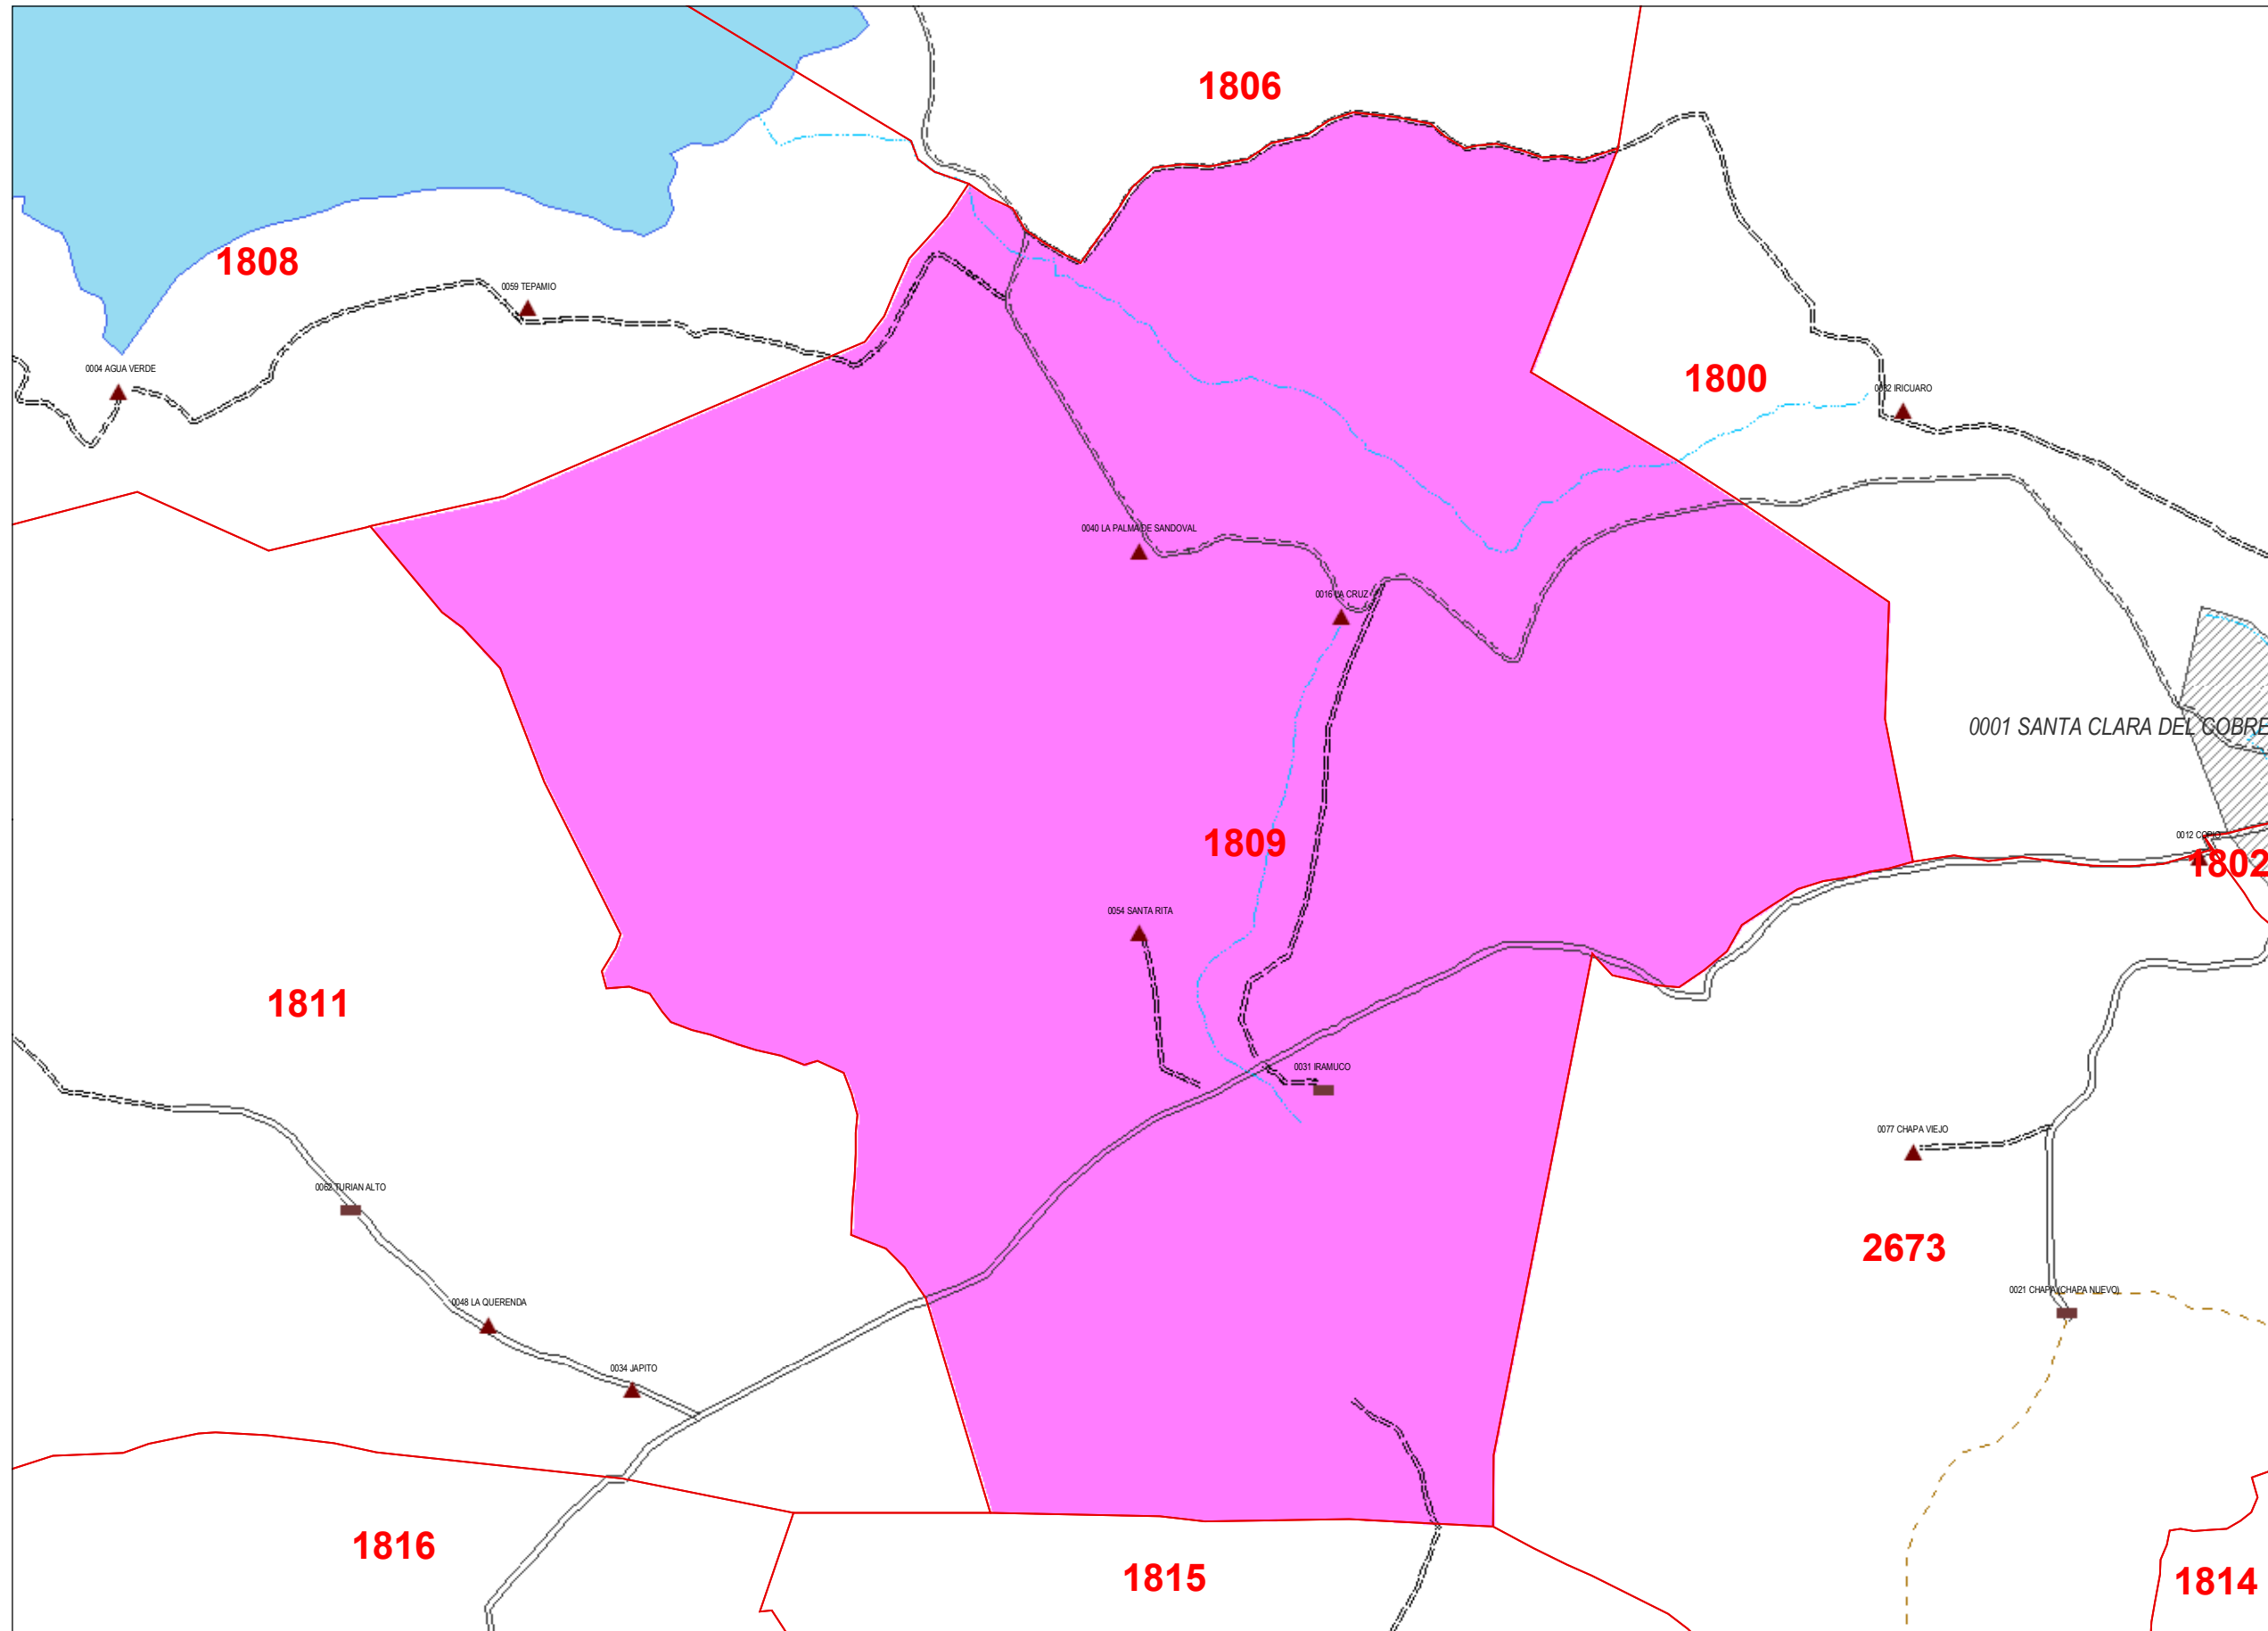 1806
1808
0059 TEPAMIO
0004 AGUA VERDE
1800
IRICUARO
0040 LA PALMA DE SANDOVAL
0016 LA CRUZ
0001 SANTA CLARA DEL COBRE
0012
1802
1809
0054 SANTA RITA
1811
0031 IRAMUCO
0077 CHAPA VIEJO
0062 TURIAN ALTO
2673
0021 CHAPA (CHAPA NUEVO)
0048 LA QUERENDA
0034 JAPITO
1816
1815
1814